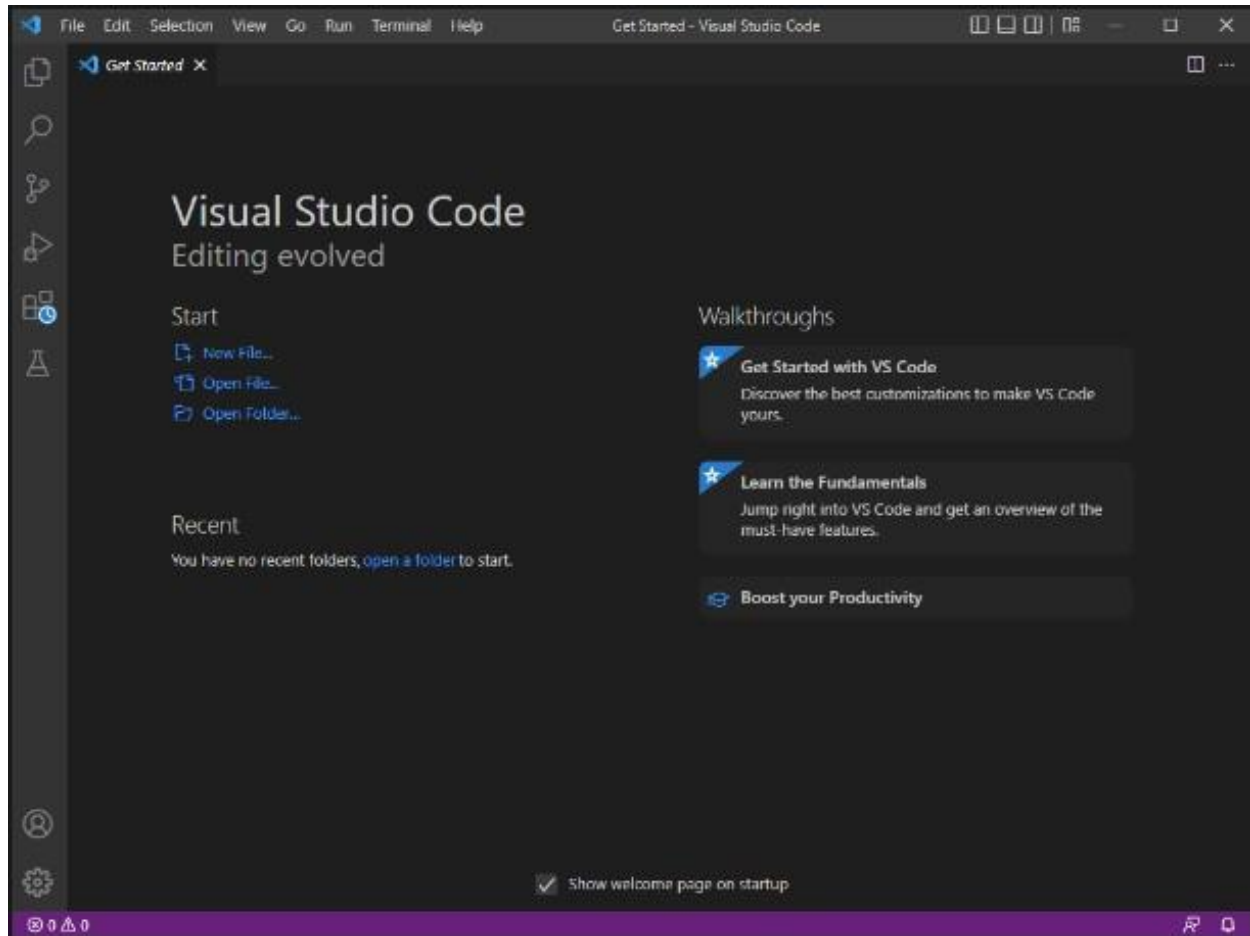 File Edit Selection View Go Run Terminal Help Get Started - Visual Studio Code
Get Started
Visual Studio Code
Editing evolved
Start
New File...
Open File...
Open Folder...
Recent
You have no recent folders, open a folder to start.
Walkthroughs
Get Started with VS Code
Discover the best customizations to make VS Code
yours.
Learn the Fundamentals
Jump right into VS Code and get an overview of the
must-have features.
Boost your Productivity
Show welcome page on startup
0 0